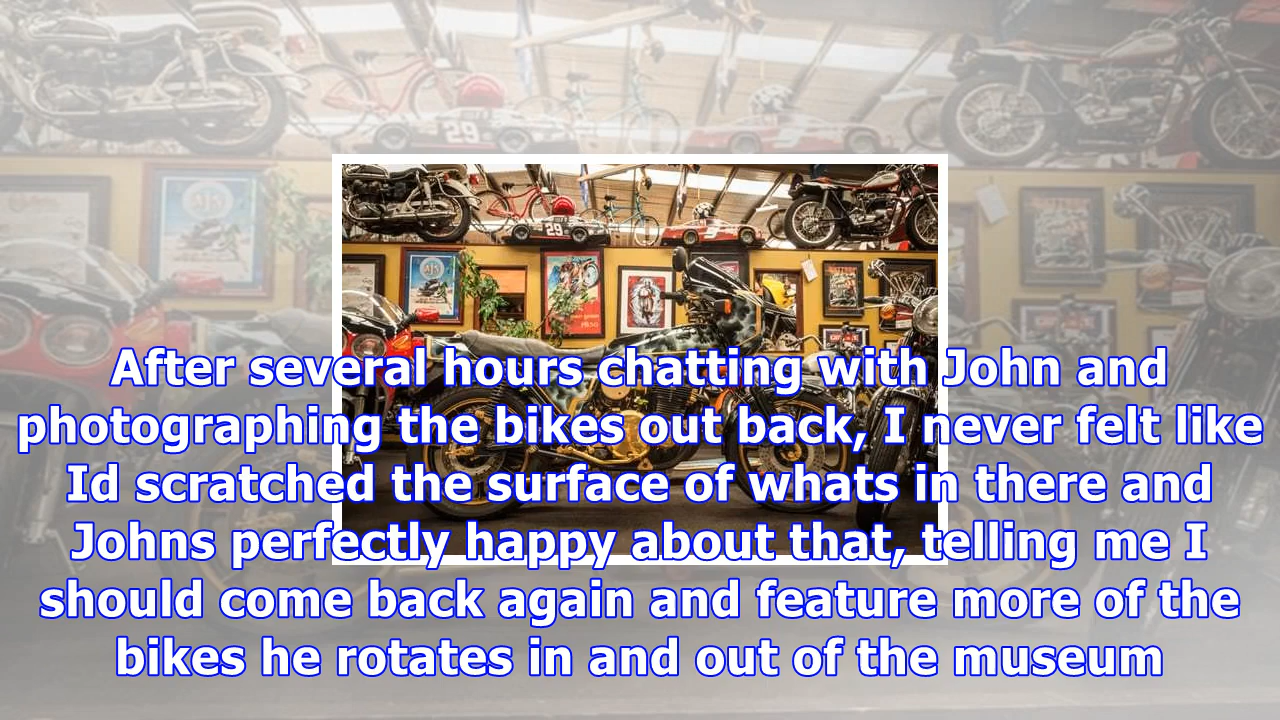 29
29
After several hours chatting with John and
photographing the bikes out back, I never felt like
Id scratched the surface of whats in there and
Johns perfectly happy about that, telling me I
should come back again and feature more of the
bikes he rotates in and out of the museum